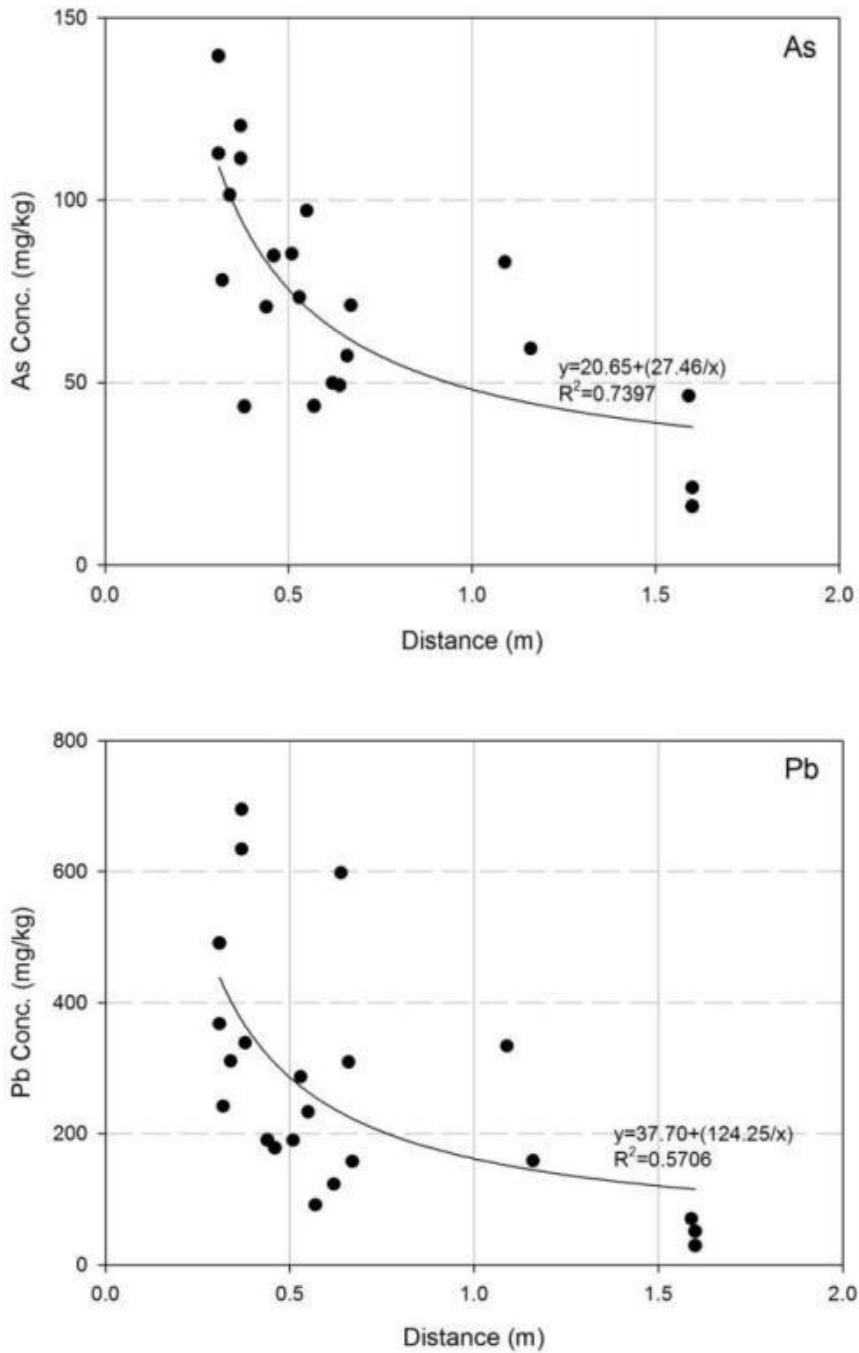 150
As
100
As Conc. (mg/kg)
y=20.65+(27.46/x)
50
R²=0.7397
0
0.0 0.5 1.0 1.5 2.0
Distance (m)
800
Pb
600
Pb Conc. (mg/kg)
400
200
y=37.70+(124.25/x)
R²=0.5706
0
0.0 0.5 1.0 1.5 2.0
Distance (m)